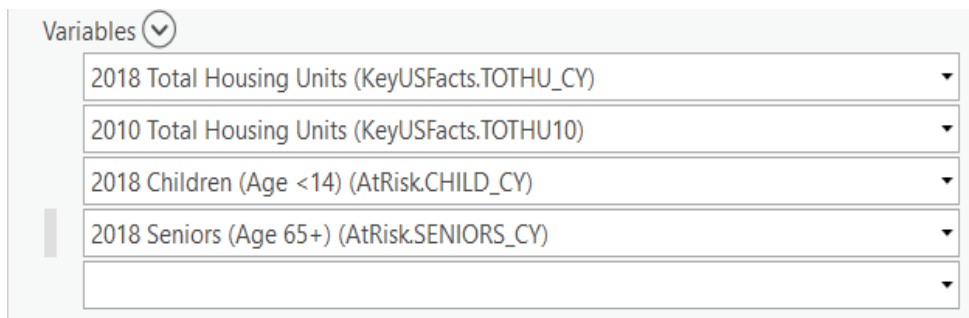 Variables
2018 Total Housing Units (KeyUSFacts.TOTHU_CY)
2010 Total Housing Units (KeyUSFacts.TOTHU10)
2018 Children (Age <14) (AtRisk.CHILD_CY)
2018 Seniors (Age 65+) (AtRisk.SENIORS_CY)